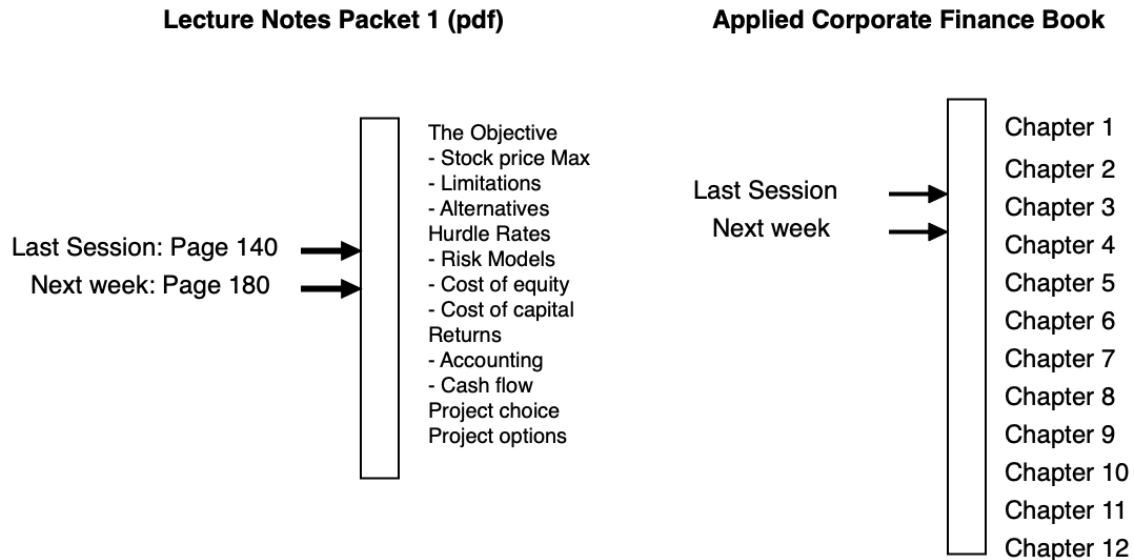 Lecture Notes Packet 1 (pdf)
The Objective
- Stock price Max
- Limitations
- Alternatives
Hurdle Rates
- Risk Models
- Cost of equity
- Cost of capital
Returns
- Accounting
- Cash flow
Project choice
Project options
Last Session: Page 140
Next week: Page 180
Applied Corporate Finance Book
Last Session
Next week
Chapter 1
Chapter 2
Chapter 3
Chapter 4
Chapter 5
Chapter 6
Chapter 7
Chapter 8
Chapter 9
Chapter 10
Chapter 11
Chapter 12